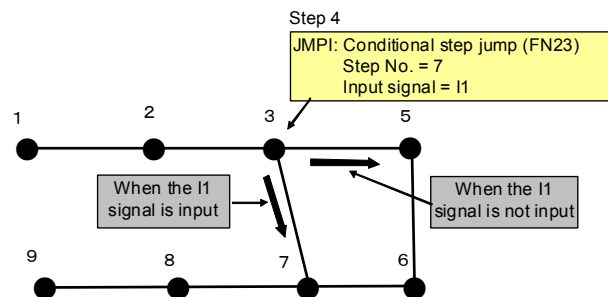 Step 4
JMPI: Conditional step jump (FN23)
Step No. = 7
Input signal = I1
1
2
3
5
When the I1
signal is input
When the I1
signal is not input
9
8
7
6